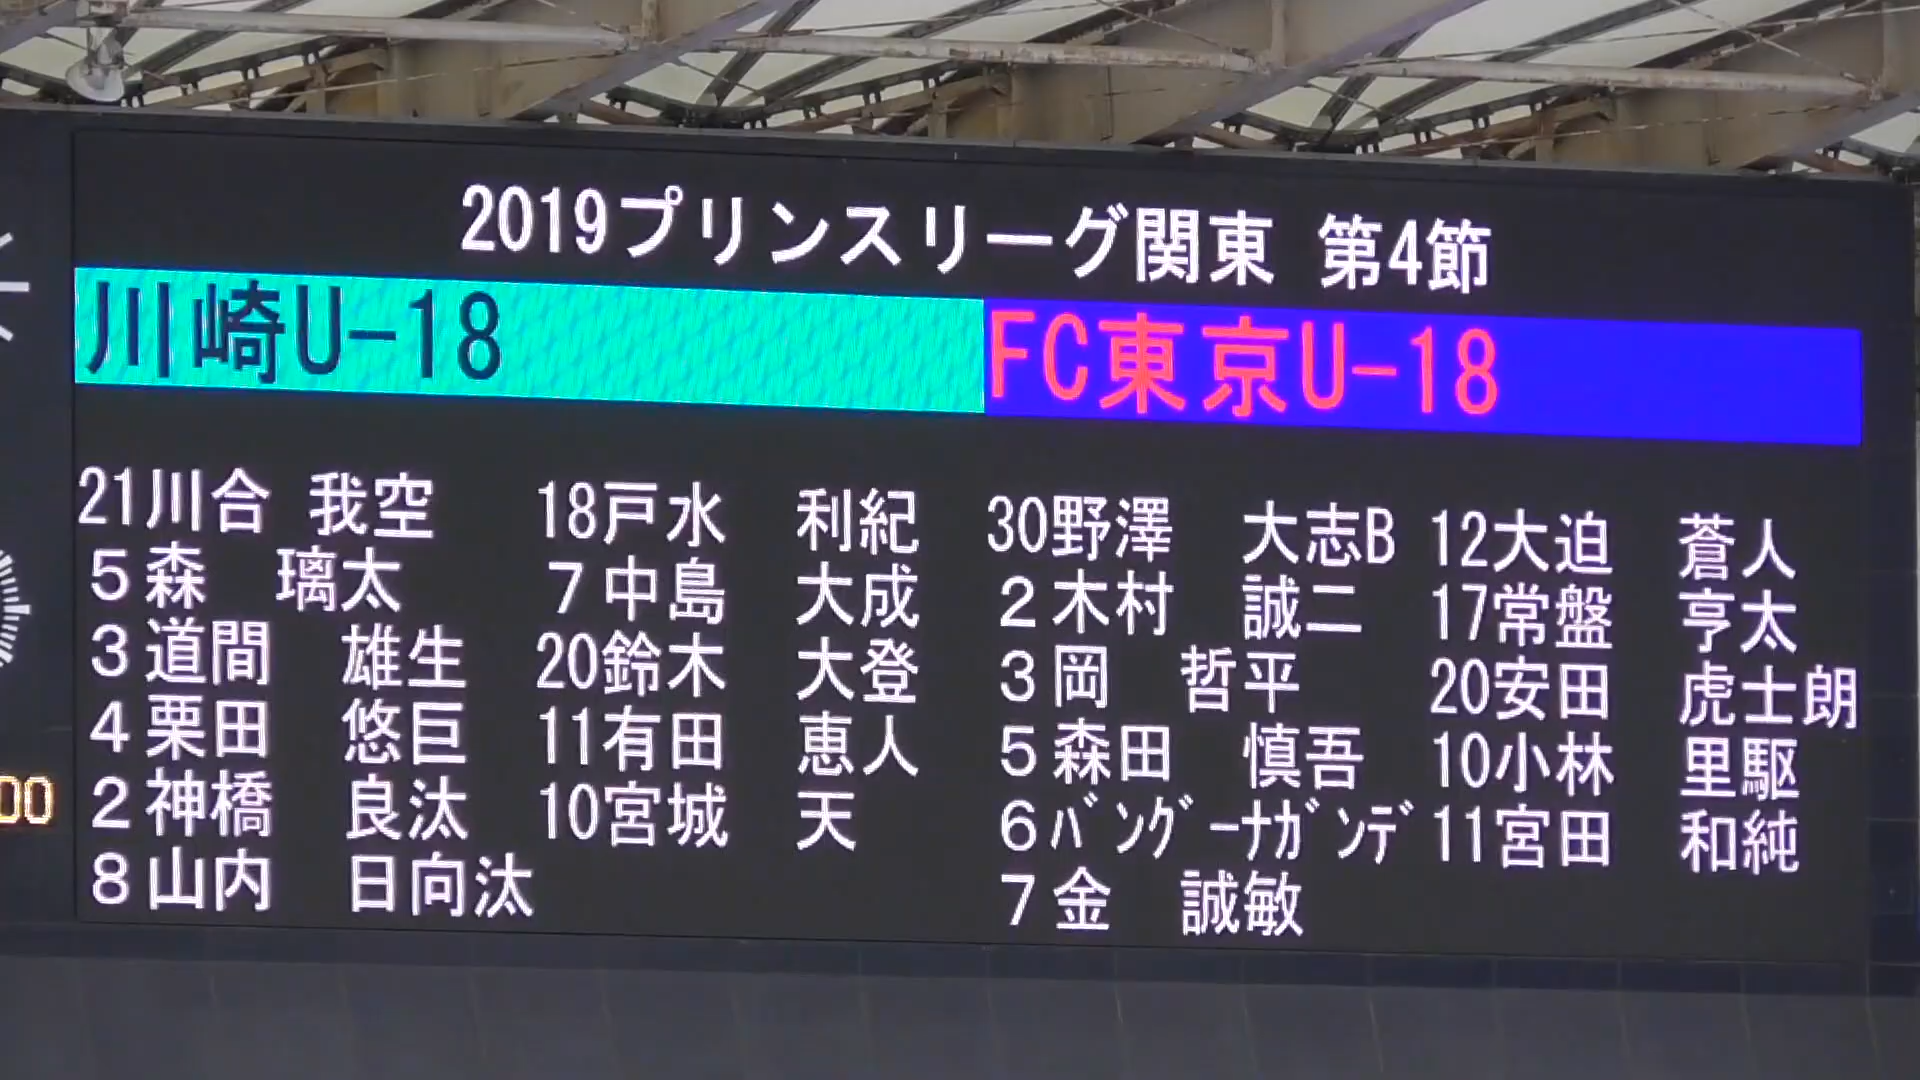 2019プリンスリーグ関東 第4節
川崎U-18 FC東京U-18
21川合 我空 18戸水 利紀 30野澤 大志B 12大迫 蒼人
5森 璃太 7中島 大成 2木村 誠二 17常盤 亨太
3道間 雄生 20鈴木 大登 3岡 哲平 20安田 虎士朗
4栗田 悠巨 11有田 恵人 5森田 慎吾 10小林 里駆
2神橋 良汰 10宮城 天 6ﾊﾞﾝｸﾞｰﾅｶﾞﾝﾃﾞ 11宮田 和純
8山内 日向汰 7金 誠敏
00